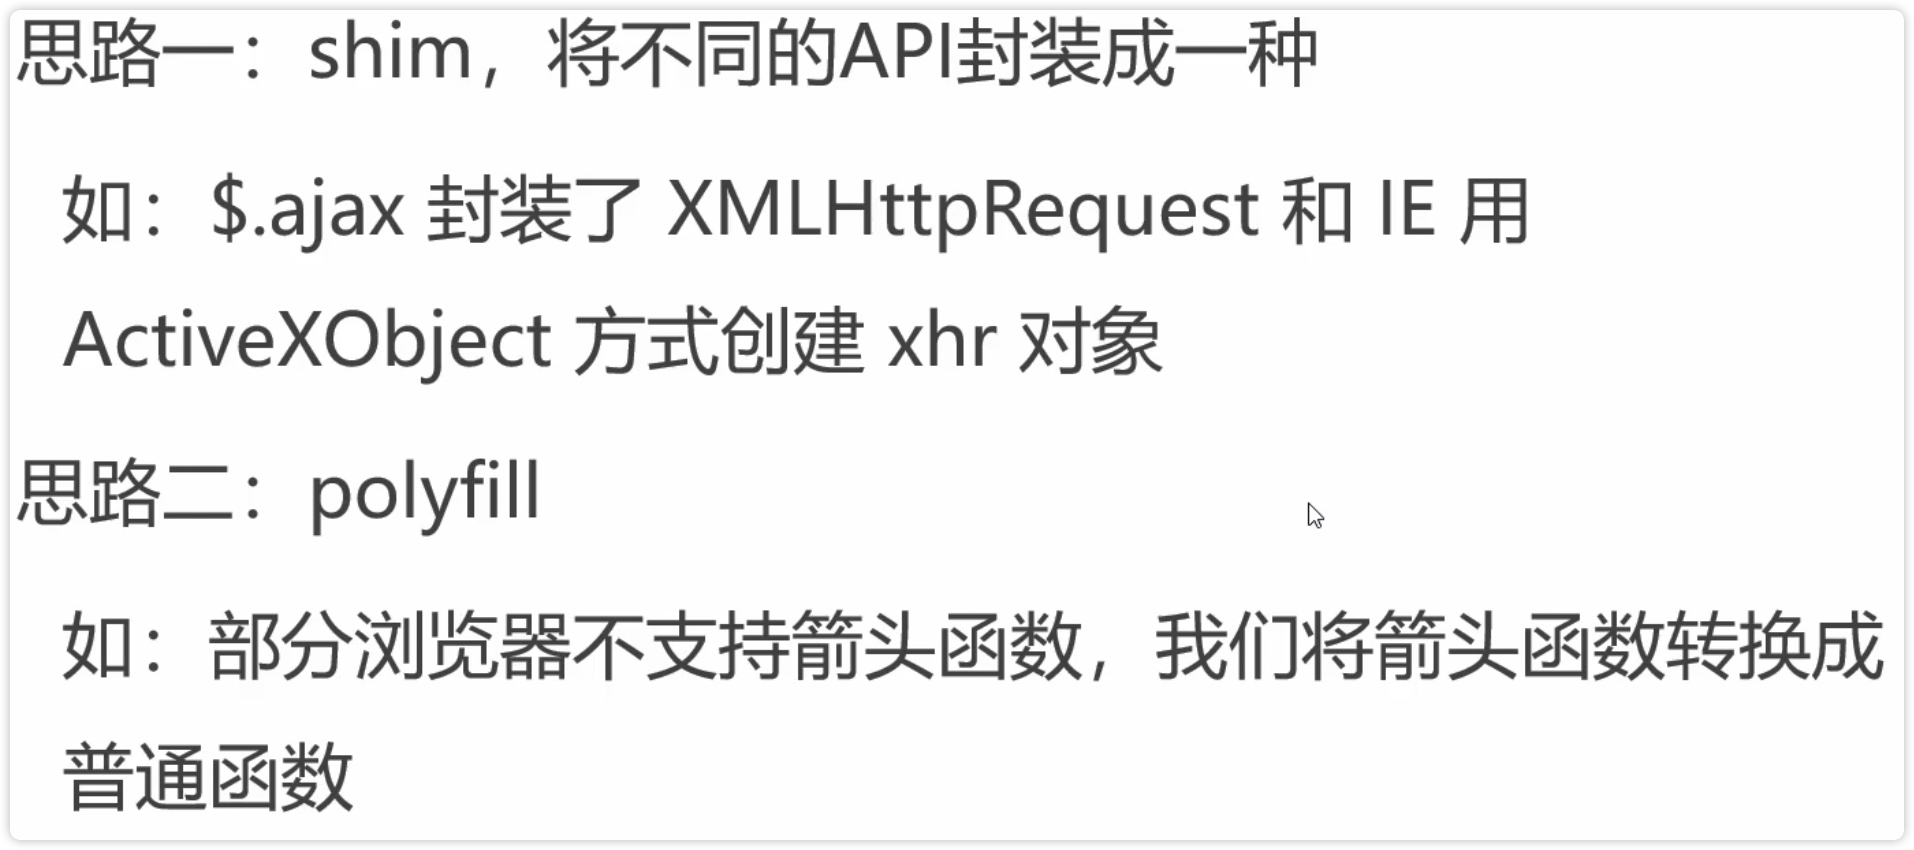 思路一：shim，将不同的API封装成一种
如：$.ajax 封装了 XMLHttpRequest 和 IE 用
ActiveXObject 方式创建 xhr 对象
思路二：polyfill
如：部分浏览器不支持箭头函数，我们将箭头函数转换成
普通函数